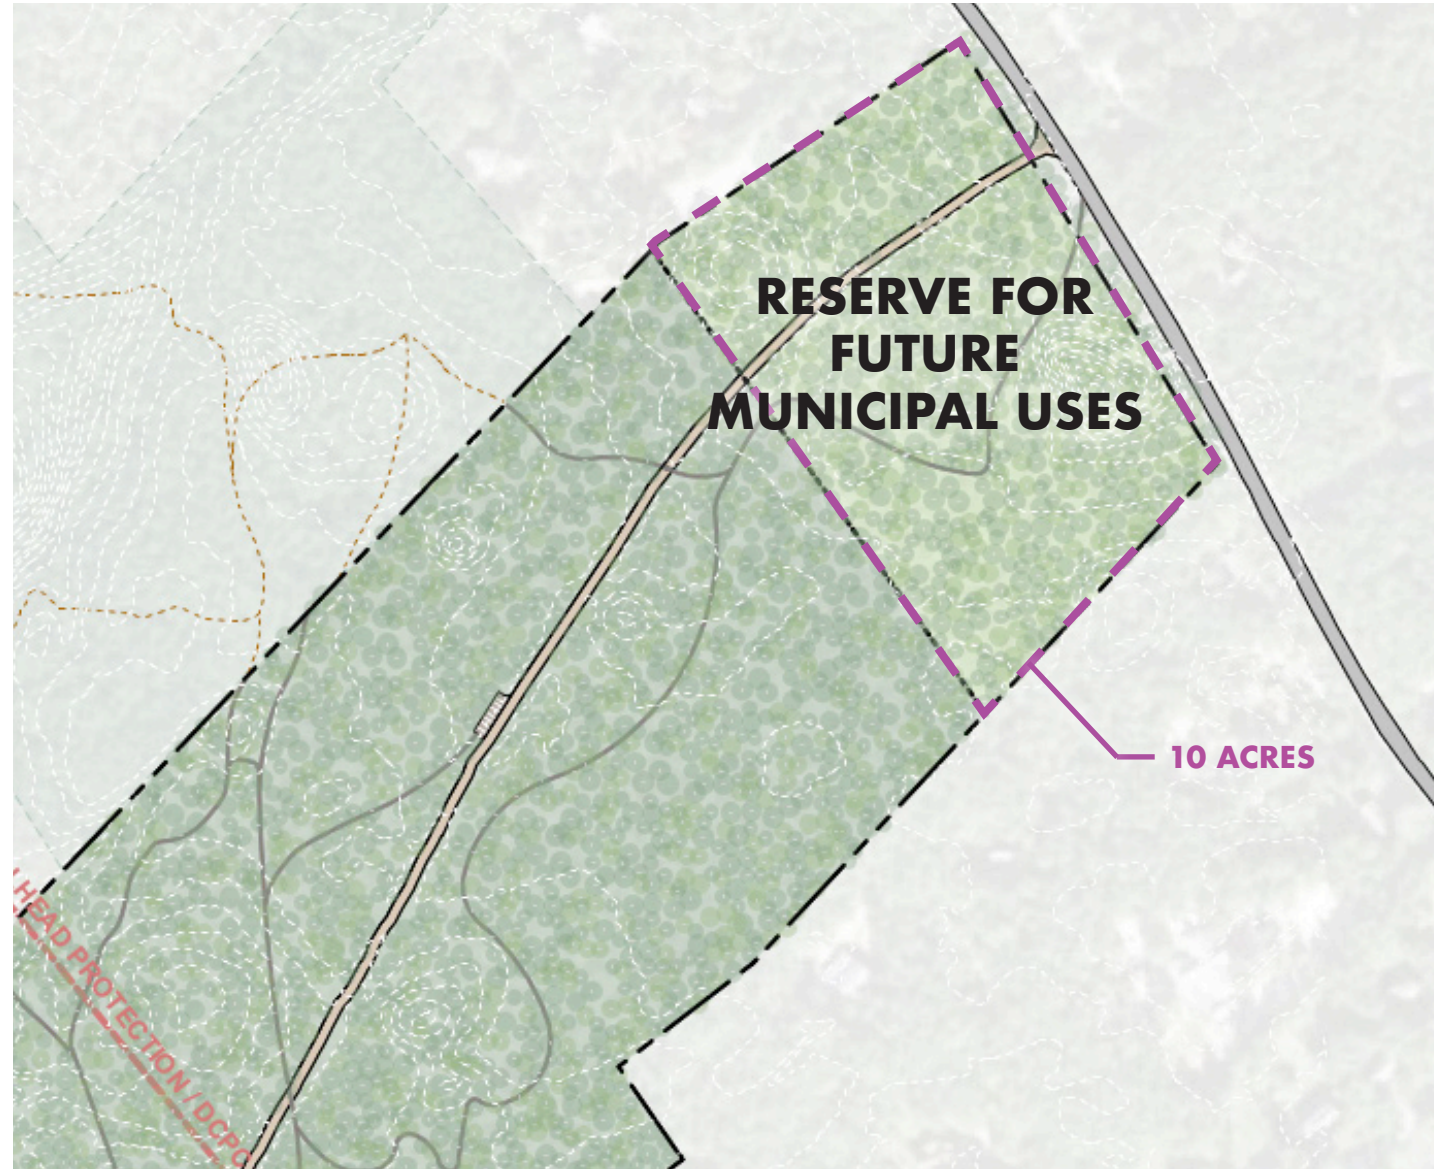 RESERVE FOR
FUTURE
MUNICIPAL USES
10 ACRES
HEAD PROTECTION / DCPC